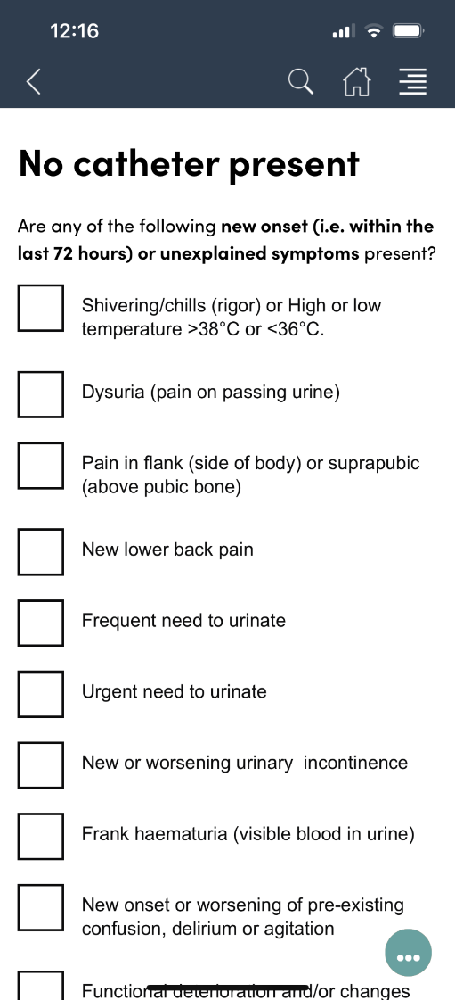 12:16
No catheter present
Are any of the following new onset (i.e. within the
last 72 hours) or unexplained symptoms present?
Shivering/chills (rigor) or High or low
temperature >38°C or <36°C.
Dysuria (pain on passing urine)
Pain in flank (side of body) or suprapubic
(above pubic bone)
New lower back pain
Frequent need to urinate
Urgent need to urinate
New or worsening urinary  incontinence
Frank haematuria (visible blood in urine)
New onset or worsening of pre-existing
confusion, delirium or agitation
Functional deterioration and/or changes